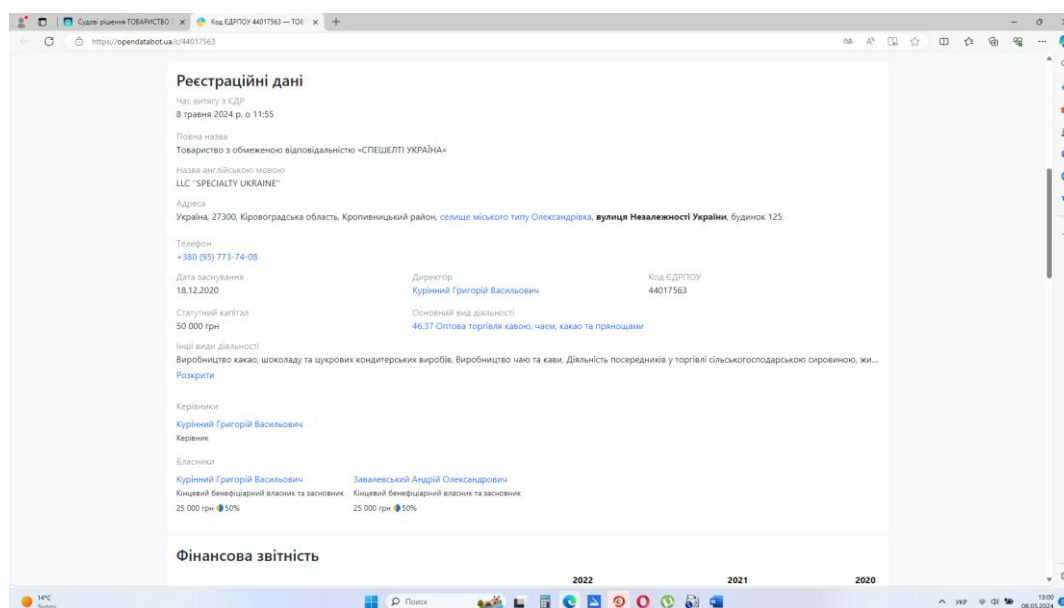 Судові рішення ТОВАРИСТВО
Код ЄДРПОУ 44017563 — ТОВ
https://opendatabot.ua/c/44017563
Реєстраційні дані
Час витягу з ЄДР
8 травня 2024 р. о 11:55
Повна назва
Товариство з обмеженою відповідальністю «СПЕШЕЛТІ УКРАЇНА»
Назва англійською мовою
LLC "SPECIALTY UKRAINE"
Адреса
Україна, 27300, Кіровоградська область, Кропивницький район, селище міського типу Олександрівка, вулиця Незалежності України, будинок 125
Телефон
+380 (95) 773-74-08
Дата заснування Директор Код ЄДРПОУ
18.12.2020 Курінний Григорій Васильович 44017563
Статутний капітал Основний вид діяльності
50 000 грн 46.37 Оптова торгівля кавою, чаєм, какао та прянощами
Інші види діяльності
Виробництво какао, шоколаду та цукрових кондитерських виробів, Виробництво чаю та кави, Діяльність посередників у торгівлі сільськогосподарською сировиною, жи...
Розкрити
Керівники
Курінний Григорій Васильович
Керівник
Власники
Курінний Григорій Васильович Завалевський Андрій Олександрович
Кінцевий бенефіціарний власник та засновник Кінцевий бенефіціарний власник та засновник
25 000 грн 50% 25 000 грн 50%
Фінансова звітність
2022 2021 2020
14°C
Sunny
Поиск
УКР
13:00
08.05.2024